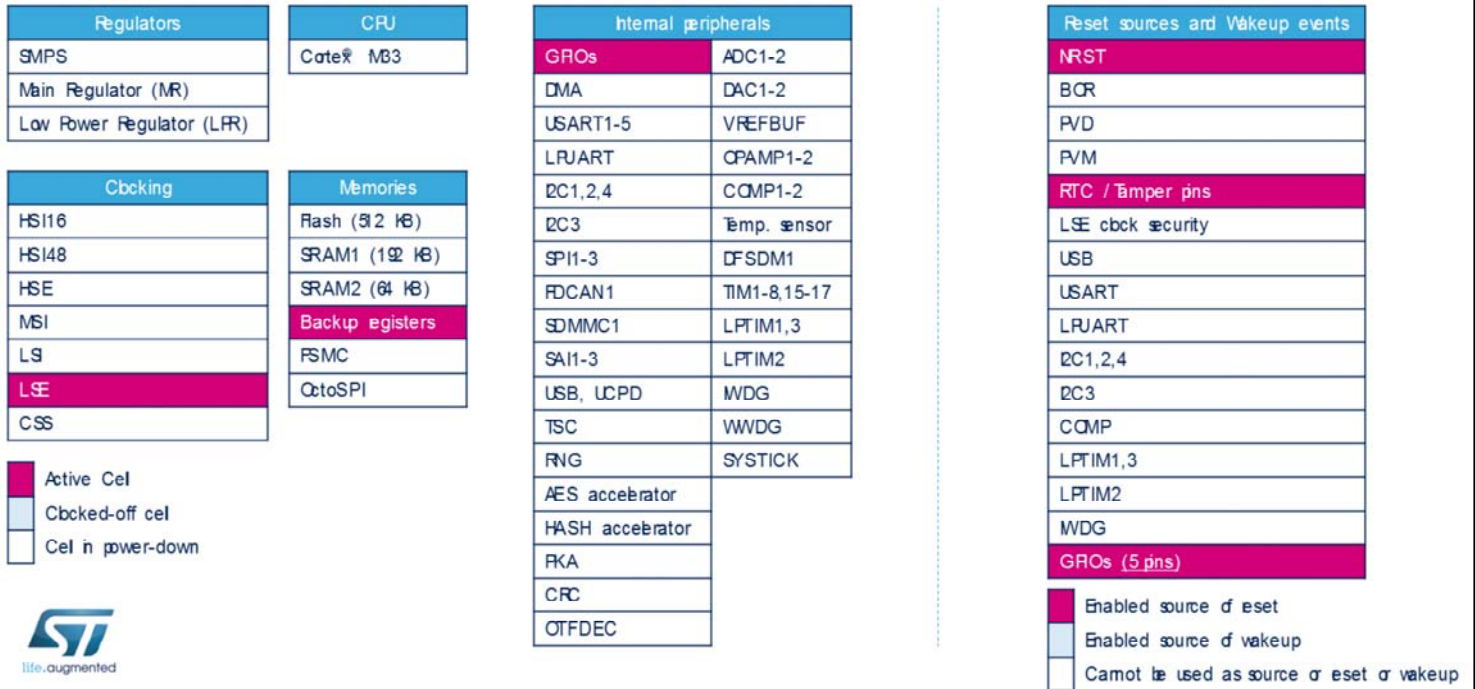 Regulators
SMPS
Main Regulator (MR)
Low Power Regulator (LPR)
CPU
Cortex® M33
Clocking
HSI16
HSI48
HSE
MSI
LSI
LSE
CSS
Memories
Flash (512 KB)
SRAM1 (192 KB)
SRAM2 (64 KB)
Backup registers
FSMC
OctoSPI
Active Cell
Clocked-off cell
Cell in power-down
life.augmented
Internal peripherals
GPIOs ADC1-2
DMA DAC1-2
USART1-5 VREFBUF
LPUART OPAMP1-2
I2C1,2,4 COMP1-2
I2C3 Temp. sensor
SPI1-3 DFSDM1
FDCAN1 TIM1-8,15-17
SDMMC1 LPTIM1,3
SAI1-3 LPTIM2
USB, UCPD IWDG
TSC WWDG
RNG SYSTICK
AES accelerator
HASH accelerator
PKA
CRC
OTFDEC
Reset sources and Wakeup events
NRST
BOR
PVD
PVM
RTC / Tamper pins
LSE clock security
USB
USART
LPUART
I2C1,2,4
I2C3
COMP
LPTIM1,3
LPTIM2
IWDG
GPIOs (5 pins)
Enabled source of reset
Enabled source of wakeup
Cannot be used as source or reset or wakeup